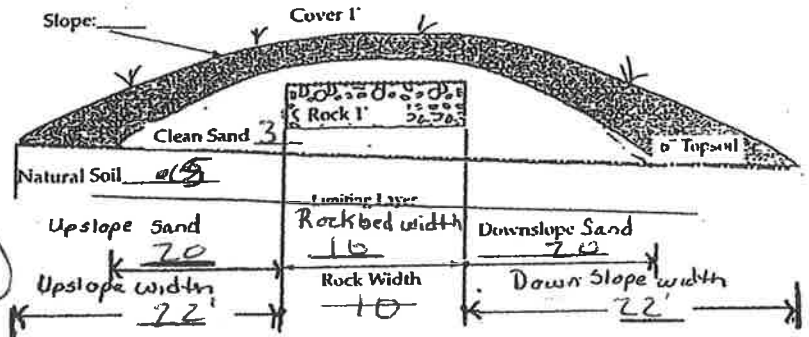 Cover 1'
Slope:
Rock 1'
Clean Sand 3
6" Topsoil
Natural Soil
Limiting Layer
Upslope Sand
20
Rockbed width
10
Downslope Sand
20
Upslope width
22'
Rock Width
10
Down Slope width
22'